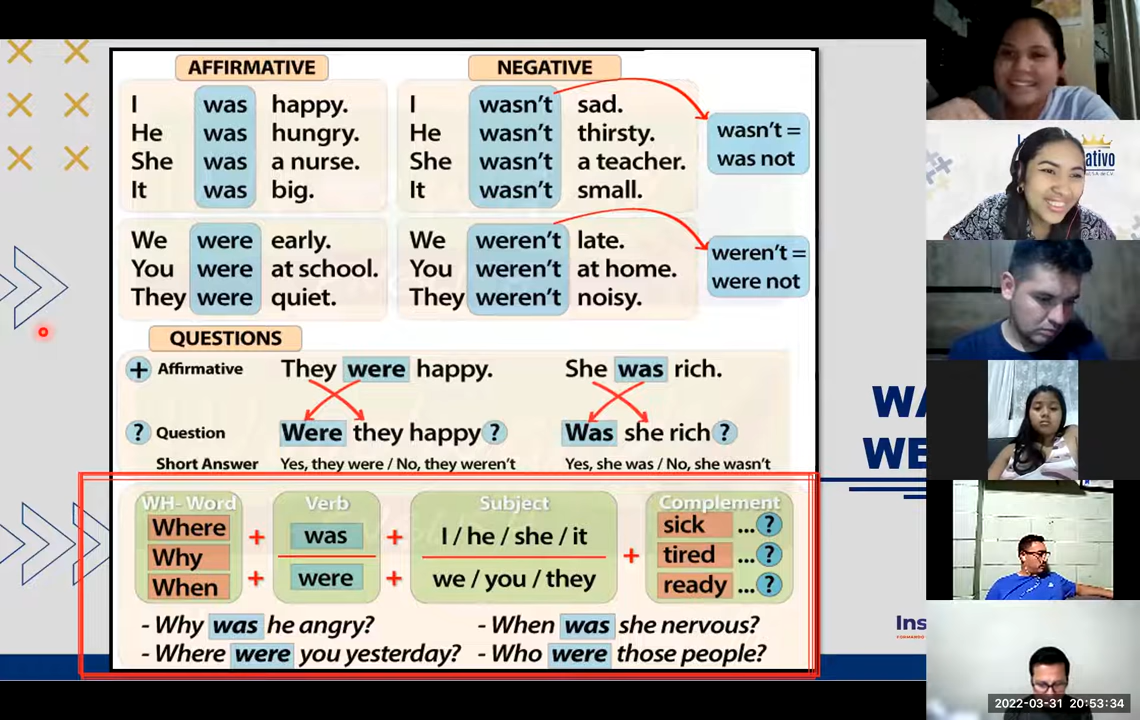 AFFIRMATIVE
I was happy.
He was hungry.
She was a nurse.
It was big.
We were early.
You were at school.
They were quiet.
NEGATIVE
I wasn't sad.
He wasn't thirsty.
She wasn't a teacher.
It wasn't small.
We weren't late.
You weren't at home.
They weren't noisy.
wasn't =
was not
weren't =
were not
QUESTIONS
+ Affirmative They were happy. She was rich.
? Question Were they happy? Was she rich?
Short Answer Yes, they were / No, they weren't Yes, she was / No, she wasn't
WH-Word + Verb + Subject + Complement
Where was I / he / she / it sick ...?
Why tired ...?
When were we / you / they ready ...?
- Why was he angry? - When was she nervous?
- Where were you yesterday? - Who were those people?
2022-03-31 20:53:34